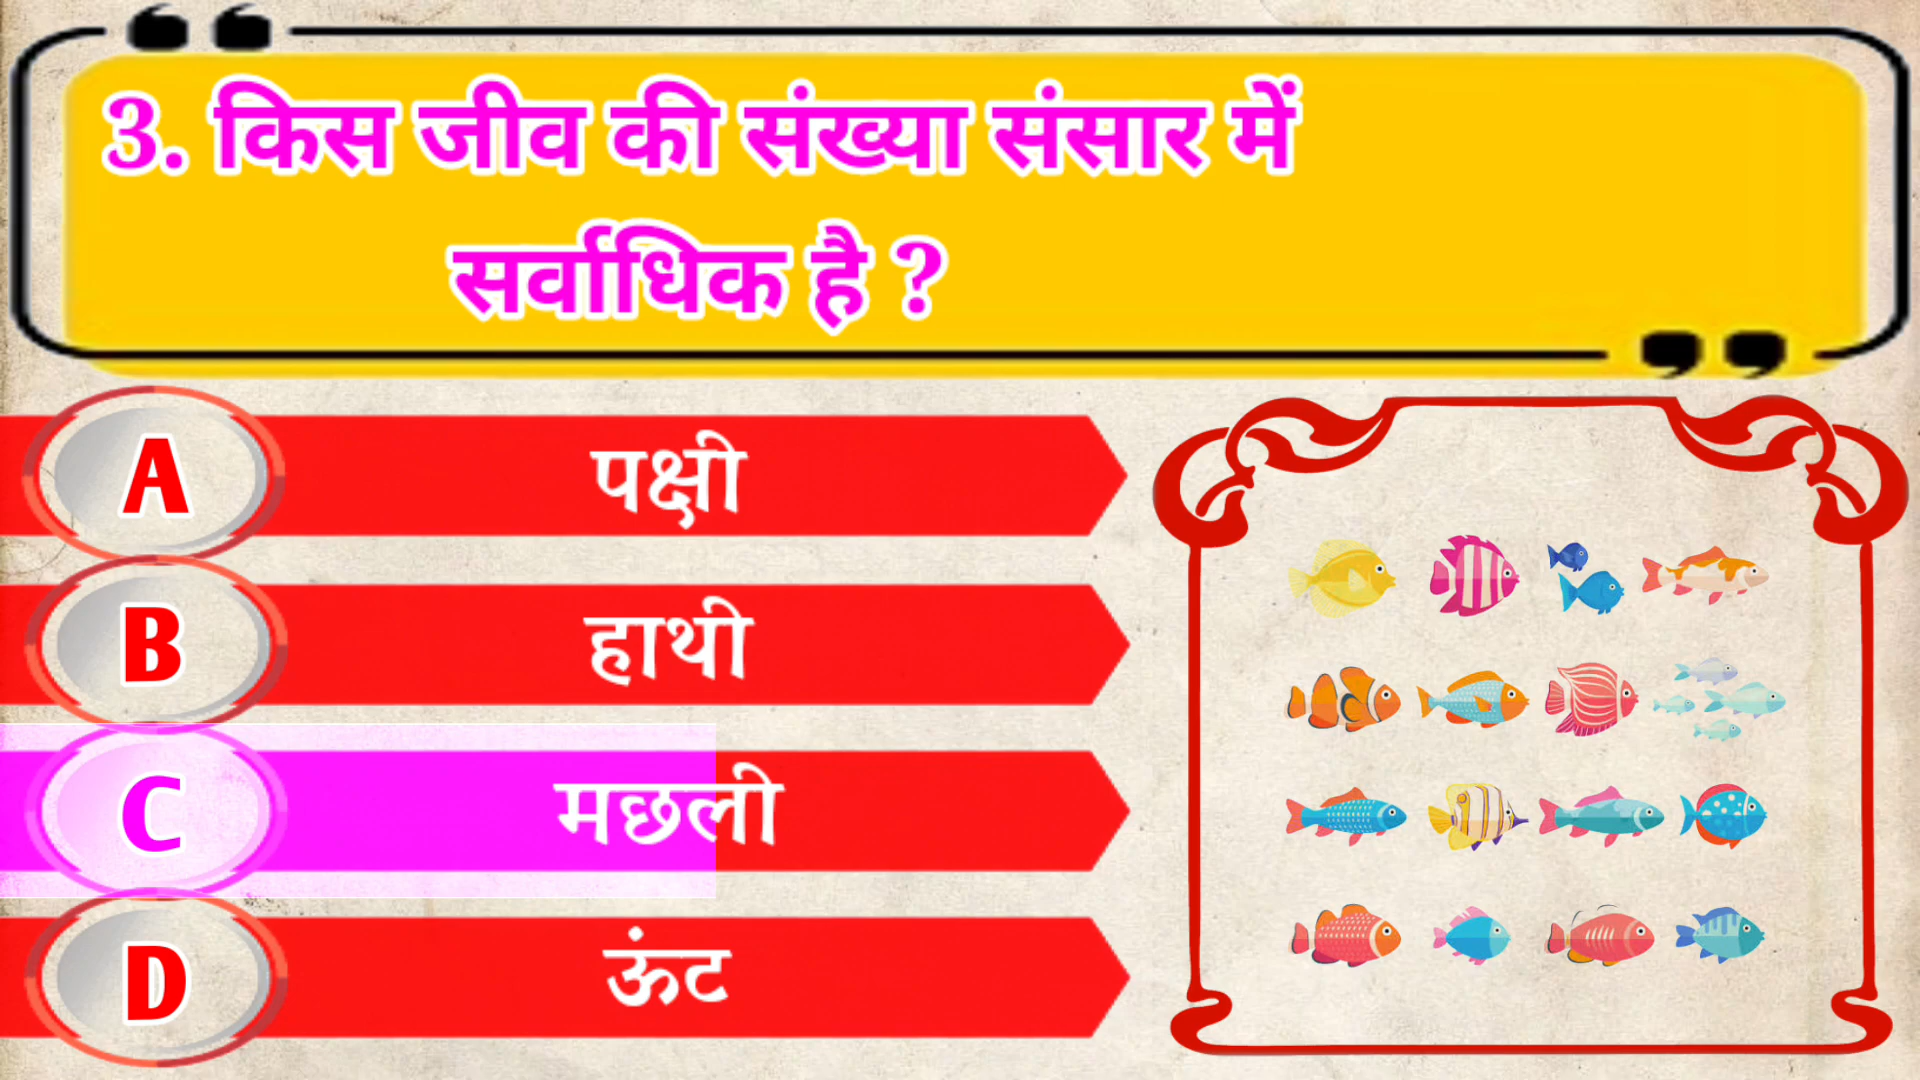 3. किस जीव की संख्या संसार में
सर्वाधिक है ?
A पक्षी
B हाथी
C मछली
D ऊंट